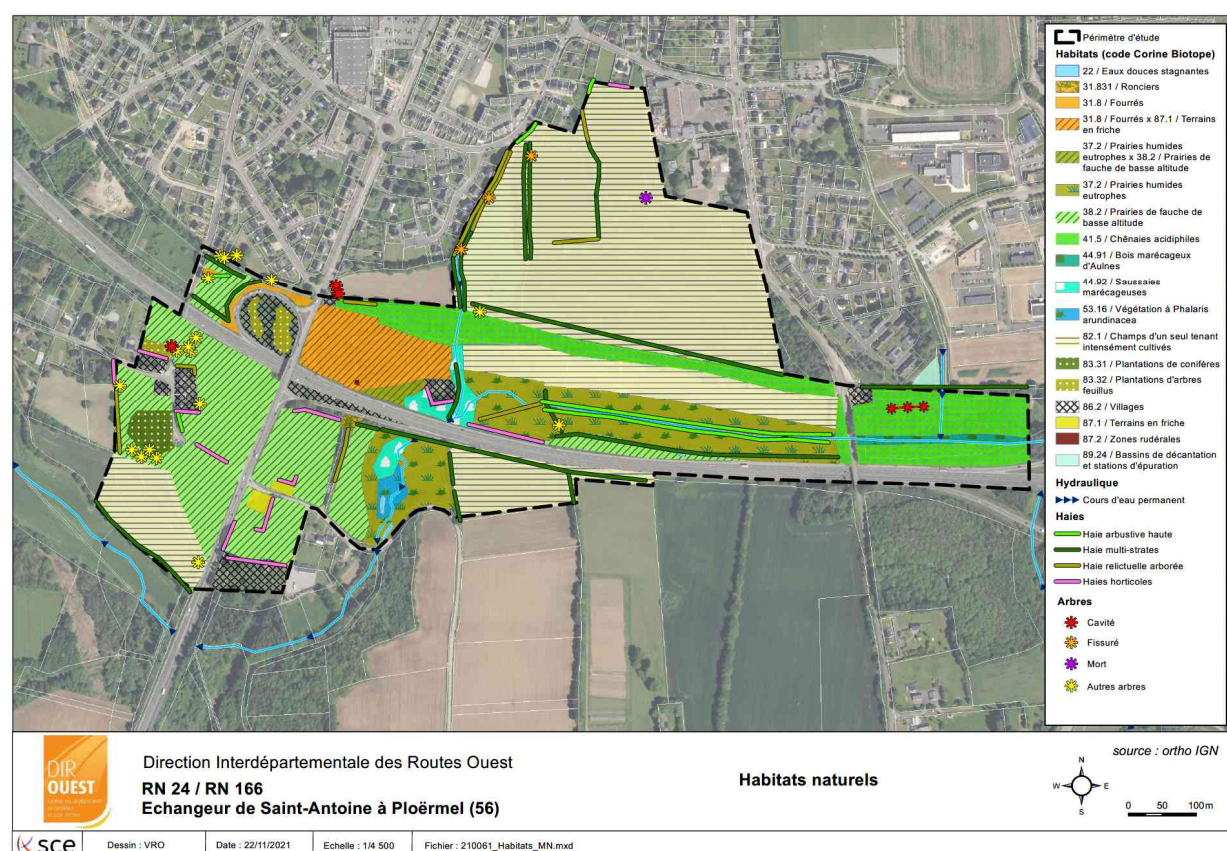 Périmètre d'étude
Habitats (code Corine Biotope)
22 / Eaux douces stagnantes
31.831 / Ronciers
31.8 / Fourrés
31.8 / Fourrés x 87.1 / Terrains
en friche
37.2 / Prairies humides
eutrophes x 38.2 / Prairies de
fauche de basse altitude
37.2 / Prairies humides
eutrophes
38.2 / Prairies de fauche de
basse altitude
41.5 / Chênaies acidiphiles
44.91 / Bois marécageux
d'Aulnes
44.92 / Saussaies
marécageuses
53.16 / Végétation à Phalaris
arundinacea
82.1 / Champs d'un seul tenant
intensément cultivés
83.31 / Plantations de conifères
83.32 / Plantations d'arbres
feuillus
86.2 / Villages
87.1 / Terrains en friche
87.2 / Zones rudérales
89.24 / Bassins de décantation
et stations d'épuration
Hydraulique
Cours d'eau permanent
Haies
Haie arbustive haute
Haie multi-strates
Haie relictuelle arborée
Haies horticoles
Arbres
Cavité
Fissuré
Mort
Autres arbres
DIR
OUEST
Direction Interdépartementale des Routes Ouest
RN 24 / RN 166
Echangeur de Saint-Antoine à Ploërmel (56)
Habitats naturels
source : ortho IGN
N
W E
S
0 50 100 m
sce
Dessin : VRO
Date : 22/11/2021
Echelle : 1/4 500
Fichier : 210061_Habitats_MN.mxd